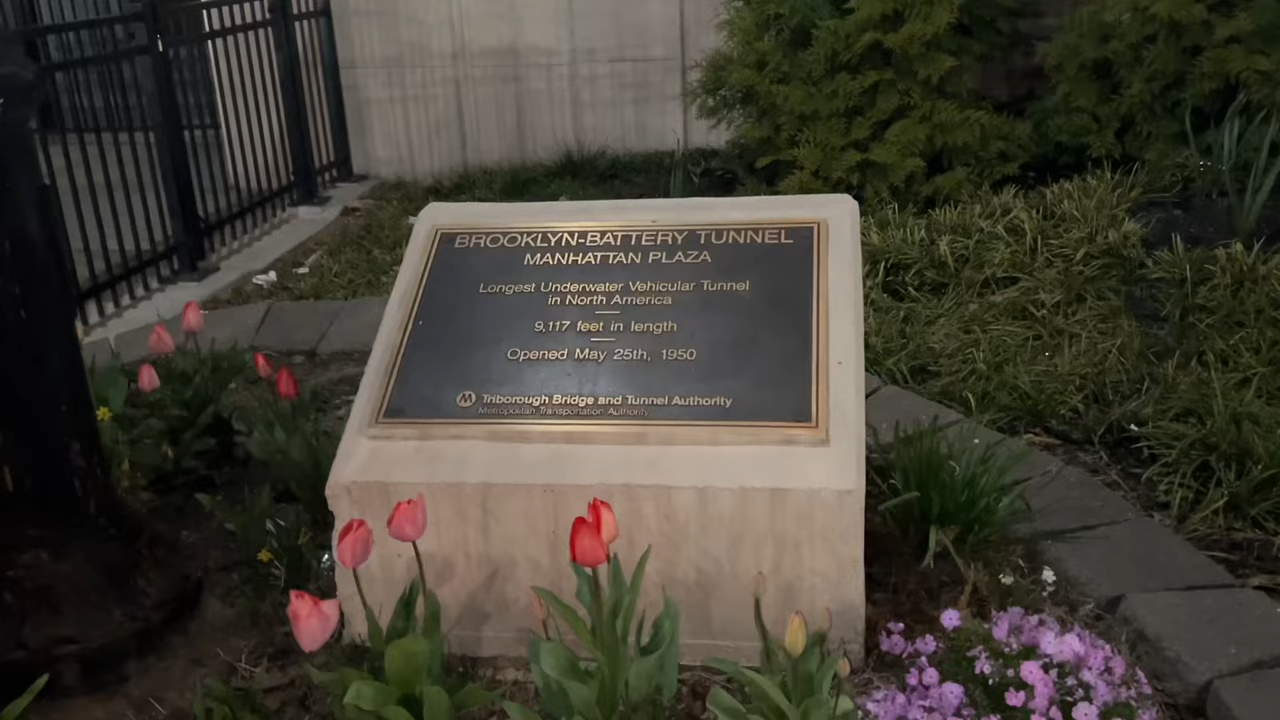 BROOKLYN-BATTERY TUNNEL
MANHATTAN PLAZA
Longest Underwater Vehicular Tunnel
in North America
9,117 feet in length
Opened May 25th, 1950
M Triborough Bridge and Tunnel Authority
Metropolitan Transportation Authority